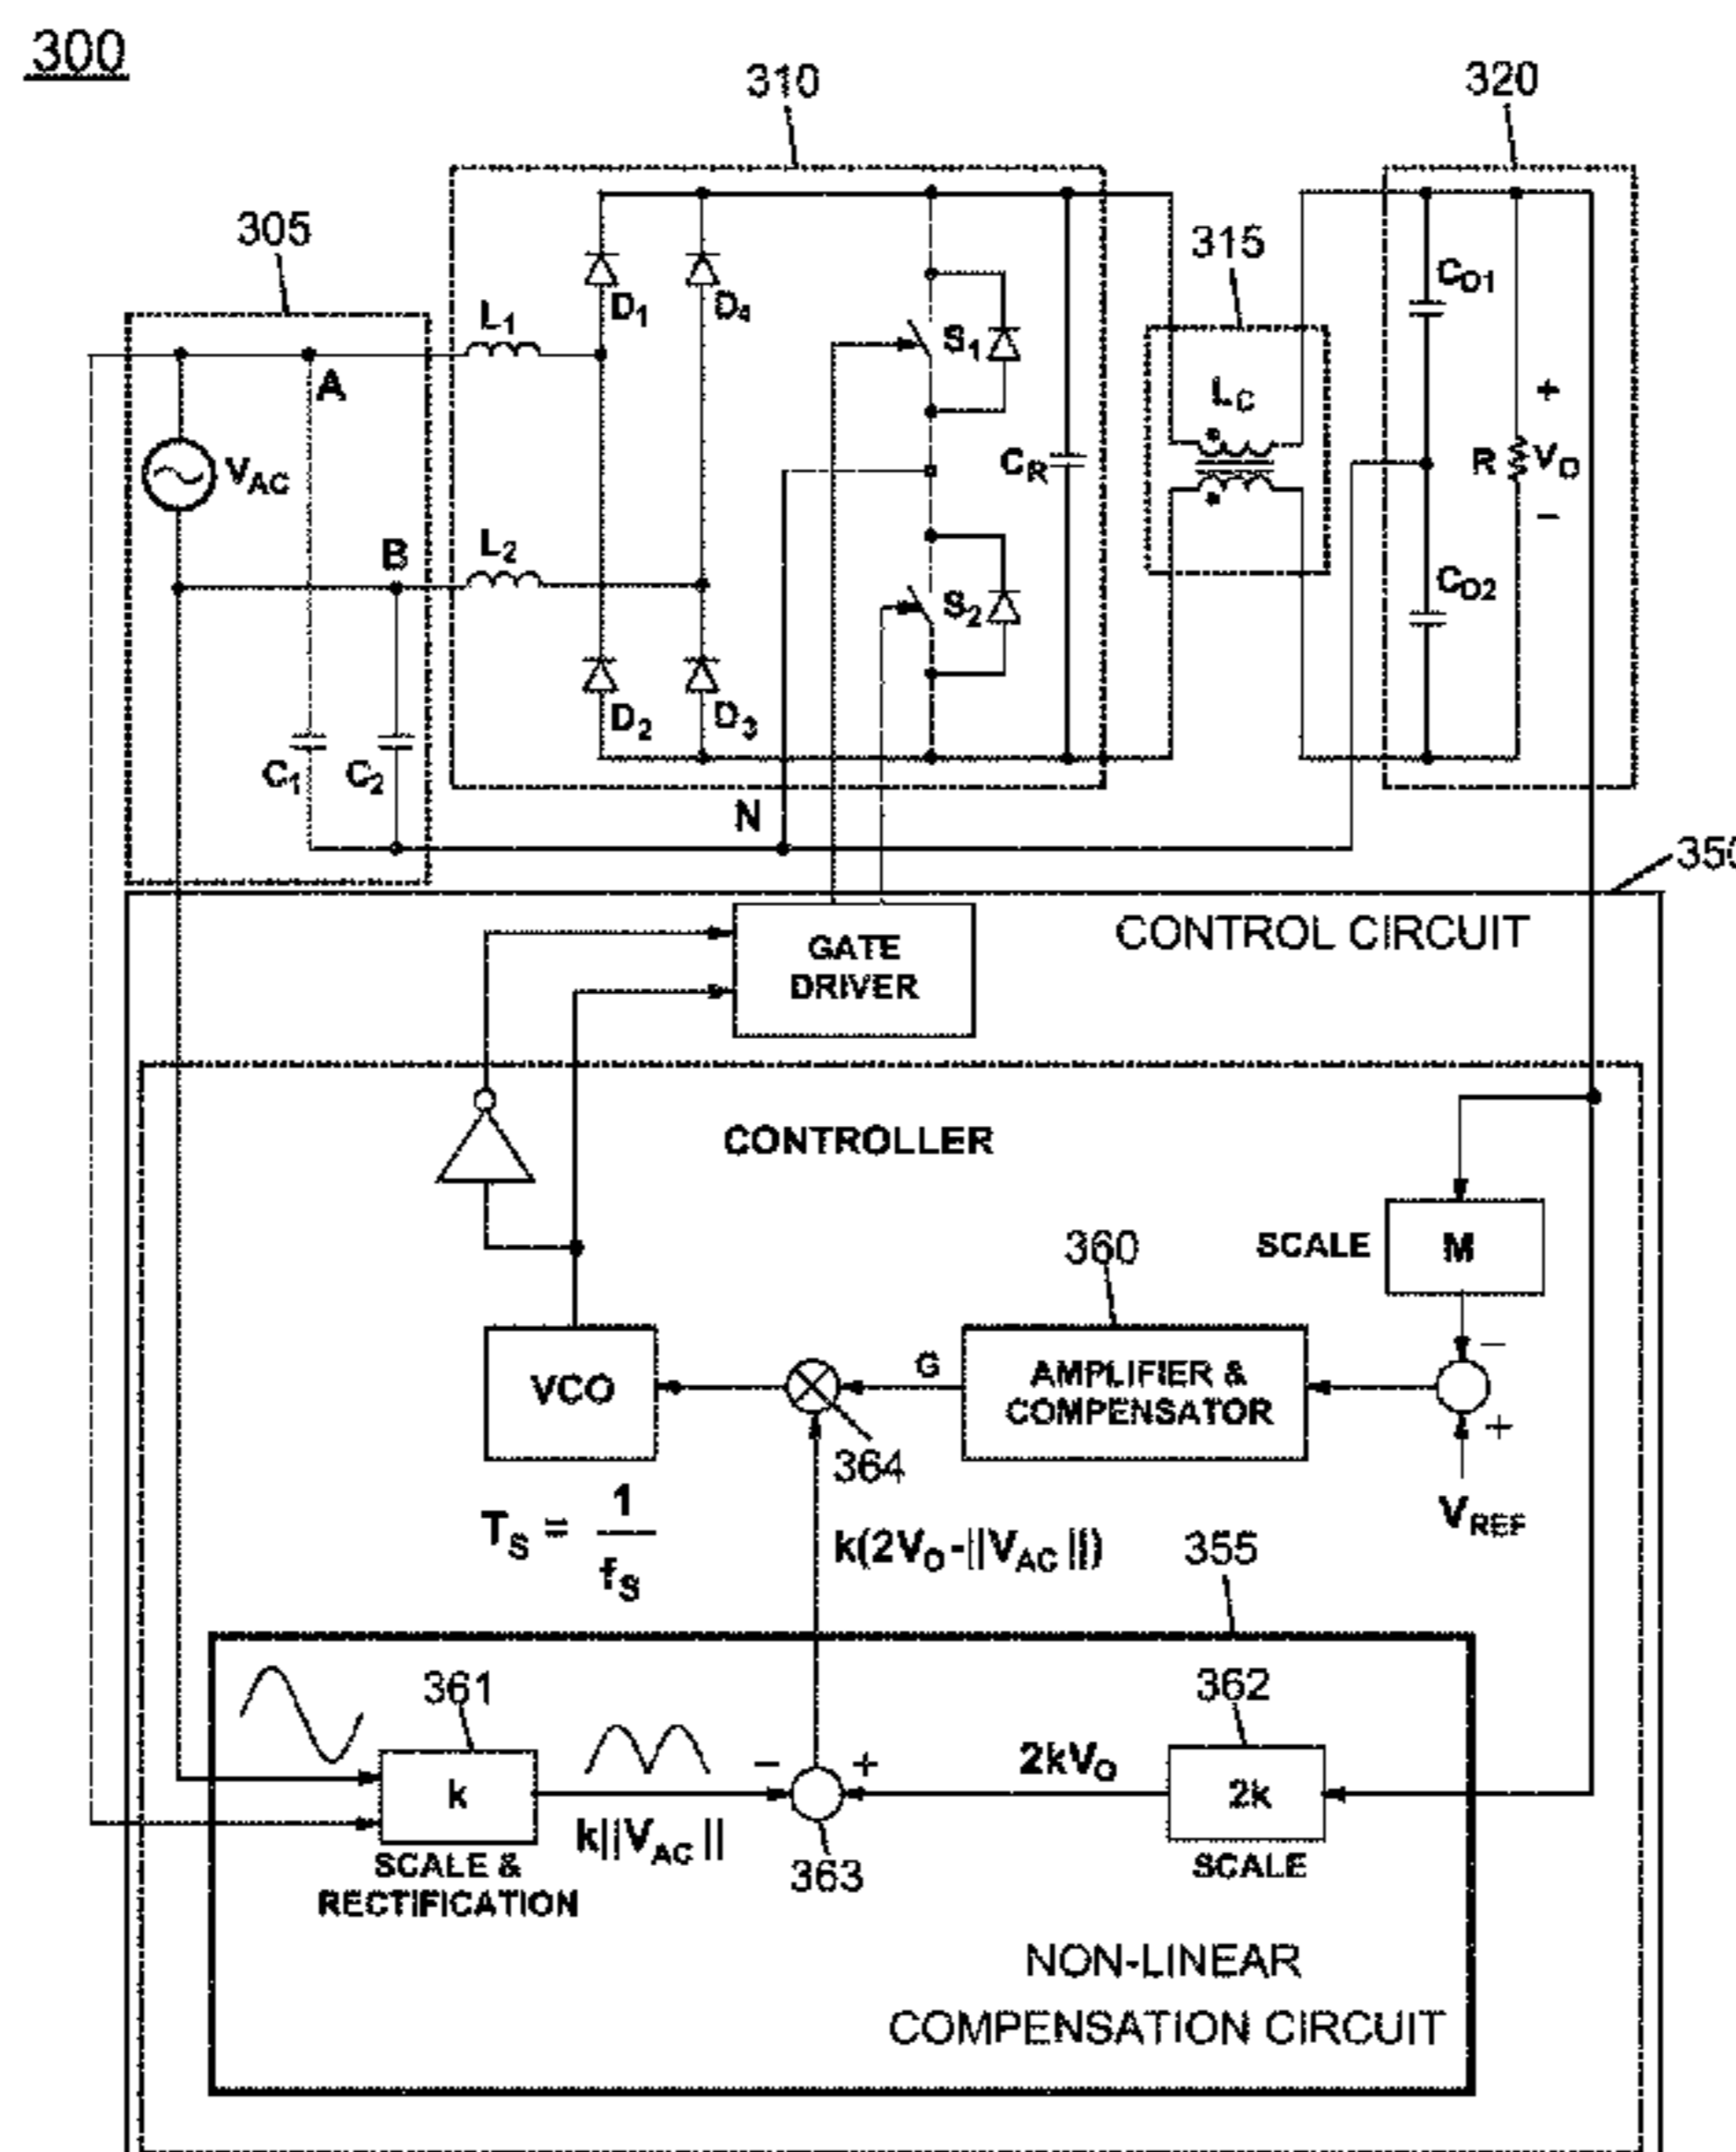 300
310
320
305
315
L1
D1
D4
S1
CR
LC
CO1
A
VAC
+
R
VO
−
B
L2
S2
CO2
D2
D3
C1
C2
N
350
CONTROL CIRCUIT
GATE
DRIVER
CONTROLLER
SCALE
M
360
−
VCO
G
AMPLIFIER &
COMPENSATOR
+
364
VREF
TS = 1/fS
k(2VO-||VAC||)
355
361
362
k
−
+
2kVO
2k
k||VAC||
363
SCALE &
RECTIFICATION
SCALE
NON-LINEAR
COMPENSATION CIRCUIT